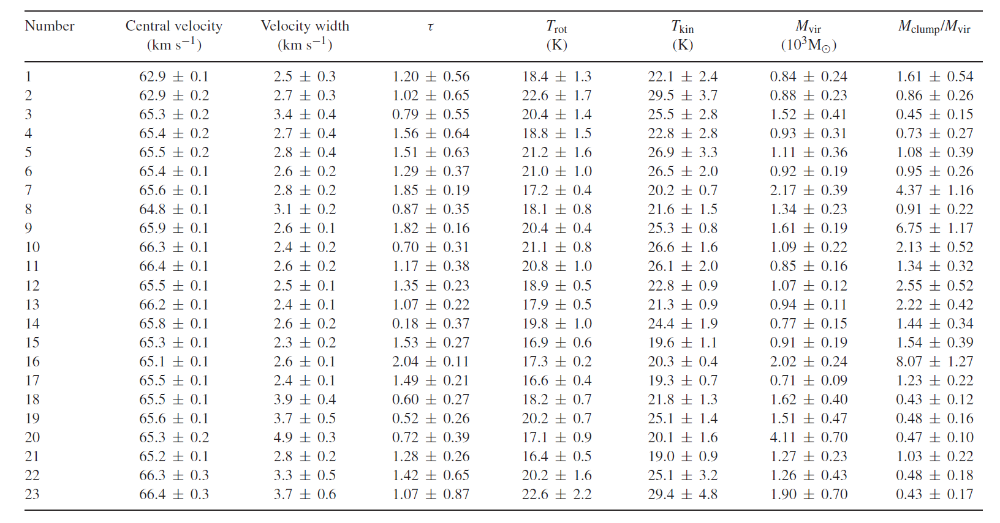 Number Central velocity Velocity width τ Trot Tkin Mvir Mclump/Mvir
(km s−1) (km s−1) (K) (K) (103M⊙)
1 62.9 ± 0.1 2.5 ± 0.3 1.20 ± 0.56 18.4 ± 1.3 22.1 ± 2.4 0.84 ± 0.24 1.61 ± 0.54
2 62.9 ± 0.2 2.7 ± 0.3 1.02 ± 0.65 22.6 ± 1.7 29.5 ± 3.7 0.88 ± 0.23 0.86 ± 0.26
3 65.3 ± 0.2 3.4 ± 0.4 0.79 ± 0.55 20.4 ± 1.4 25.5 ± 2.8 1.52 ± 0.41 0.45 ± 0.15
4 65.4 ± 0.2 2.7 ± 0.4 1.56 ± 0.64 18.8 ± 1.5 22.8 ± 2.8 0.93 ± 0.31 0.73 ± 0.27
5 65.5 ± 0.2 2.8 ± 0.4 1.51 ± 0.63 21.2 ± 1.6 26.9 ± 3.3 1.11 ± 0.36 1.08 ± 0.39
6 65.4 ± 0.1 2.6 ± 0.2 1.29 ± 0.37 21.0 ± 1.0 26.5 ± 2.0 0.92 ± 0.19 0.95 ± 0.26
7 65.6 ± 0.1 2.8 ± 0.2 1.85 ± 0.19 17.2 ± 0.4 20.2 ± 0.7 2.17 ± 0.39 4.37 ± 1.16
8 64.8 ± 0.1 3.1 ± 0.2 0.87 ± 0.35 18.1 ± 0.8 21.6 ± 1.5 1.34 ± 0.23 0.91 ± 0.22
9 65.9 ± 0.1 2.6 ± 0.1 1.82 ± 0.16 20.4 ± 0.4 25.3 ± 0.8 1.61 ± 0.19 6.75 ± 1.17
10 66.3 ± 0.1 2.4 ± 0.2 0.70 ± 0.31 21.1 ± 0.8 26.6 ± 1.6 1.09 ± 0.22 2.13 ± 0.52
11 66.4 ± 0.1 2.6 ± 0.2 1.17 ± 0.38 20.8 ± 1.0 26.1 ± 2.0 0.85 ± 0.16 1.34 ± 0.32
12 65.5 ± 0.1 2.5 ± 0.1 1.35 ± 0.23 18.9 ± 0.5 22.8 ± 0.9 1.07 ± 0.12 2.55 ± 0.52
13 66.2 ± 0.1 2.4 ± 0.1 1.07 ± 0.22 17.9 ± 0.5 21.3 ± 0.9 0.94 ± 0.11 2.22 ± 0.42
14 65.8 ± 0.1 2.6 ± 0.2 0.18 ± 0.37 19.8 ± 1.0 24.4 ± 1.9 0.77 ± 0.15 1.44 ± 0.34
15 65.3 ± 0.1 2.3 ± 0.2 1.53 ± 0.27 16.9 ± 0.6 19.6 ± 1.1 0.91 ± 0.19 1.54 ± 0.39
16 65.1 ± 0.1 2.6 ± 0.1 2.04 ± 0.11 17.3 ± 0.2 20.3 ± 0.4 2.02 ± 0.24 8.07 ± 1.27
17 65.5 ± 0.1 2.4 ± 0.1 1.49 ± 0.21 16.6 ± 0.4 19.3 ± 0.7 0.71 ± 0.09 1.23 ± 0.22
18 65.5 ± 0.1 3.9 ± 0.4 0.60 ± 0.27 18.2 ± 0.7 21.8 ± 1.3 1.62 ± 0.40 0.43 ± 0.12
19 65.6 ± 0.1 3.7 ± 0.5 0.52 ± 0.26 20.2 ± 0.7 25.1 ± 1.4 1.51 ± 0.47 0.48 ± 0.16
20 65.3 ± 0.2 4.9 ± 0.3 0.72 ± 0.39 17.1 ± 0.9 20.1 ± 1.6 4.11 ± 0.70 0.47 ± 0.10
21 65.2 ± 0.1 2.8 ± 0.2 1.28 ± 0.26 16.4 ± 0.5 19.0 ± 0.9 1.27 ± 0.23 1.03 ± 0.22
22 66.3 ± 0.3 3.3 ± 0.5 1.42 ± 0.65 20.2 ± 1.6 25.1 ± 3.2 1.26 ± 0.43 0.48 ± 0.18
23 66.4 ± 0.3 3.7 ± 0.6 1.07 ± 0.87 22.6 ± 2.2 29.4 ± 4.8 1.90 ± 0.70 0.43 ± 0.17